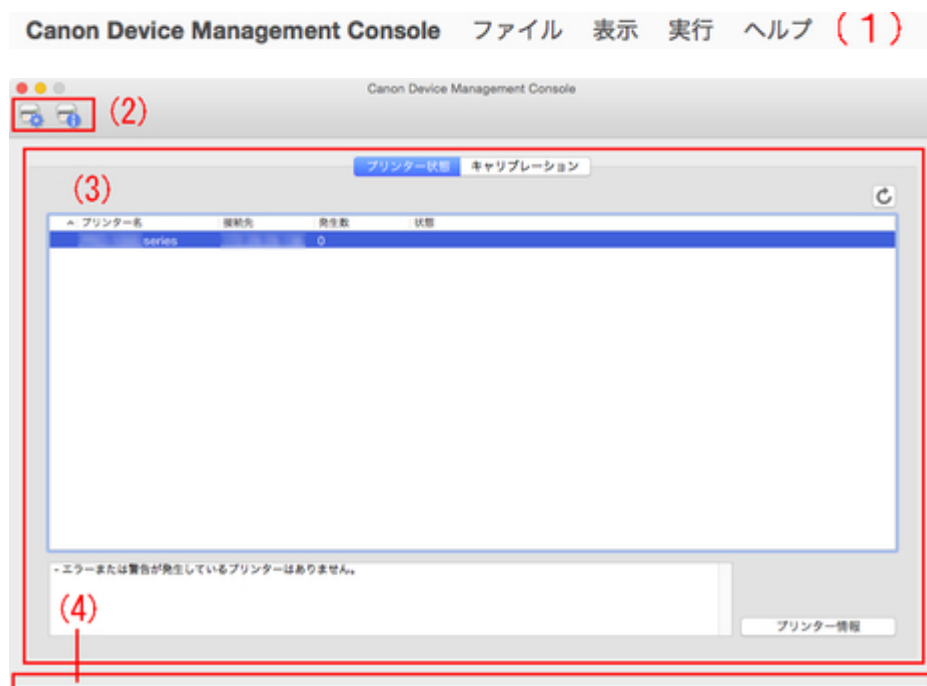 Canon Device Management Console ファイル 表示 実行 ヘルプ (1)
Canon Device Management Console
(2)
プリンター状態 キャリブレーション
(3)
プリンター名 接続先 発生数 状態
series 0
- エラーまたは警告が発生しているプリンターはありません。
(4)
プリンター情報